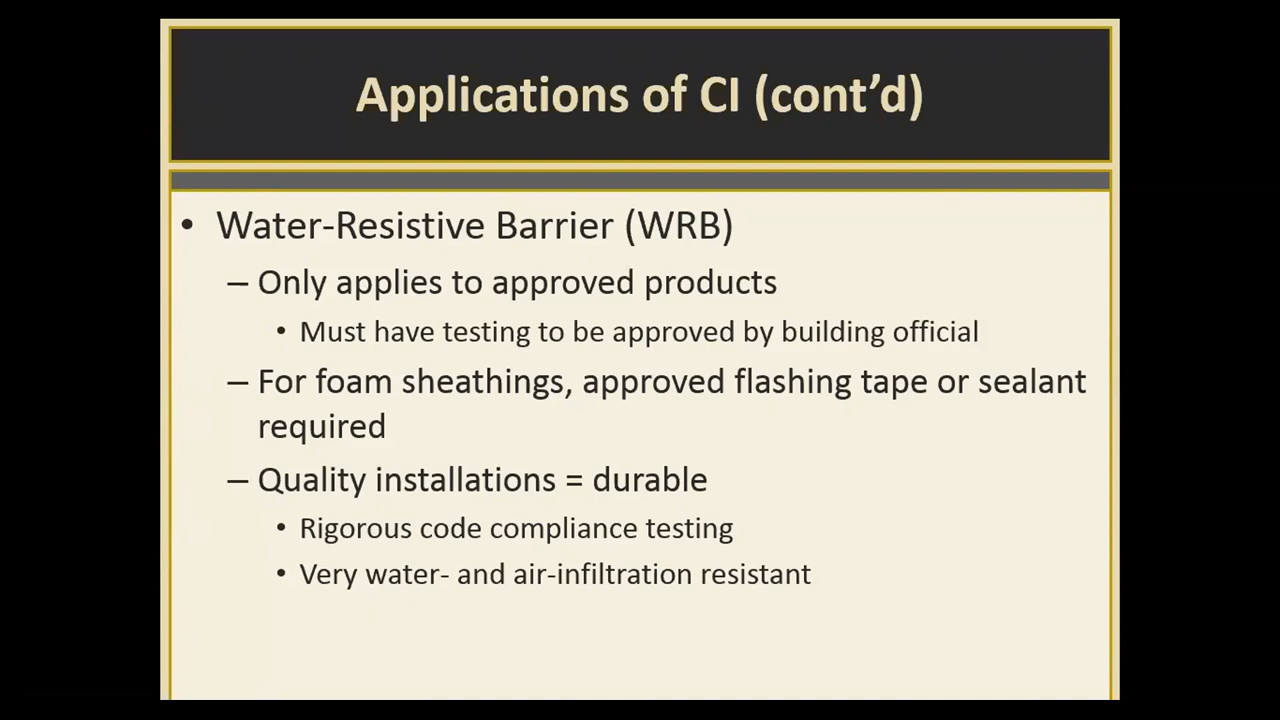 Applications of CI (cont’d)
• Water-Resistive Barrier (WRB)
– Only applies to approved products
• Must have testing to be approved by building official
– For foam sheathings, approved flashing tape or sealant
required
– Quality installations = durable
• Rigorous code compliance testing
• Very water- and air-infiltration resistant